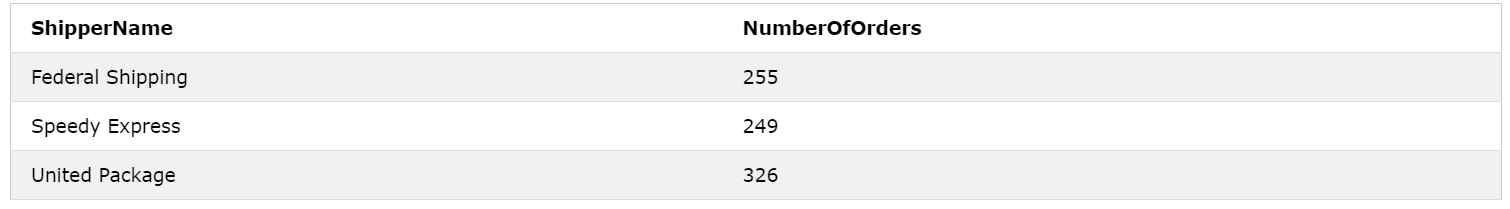 ShipperName NumberOfOrders
Federal Shipping 255
Speedy Express 249
United Package 326